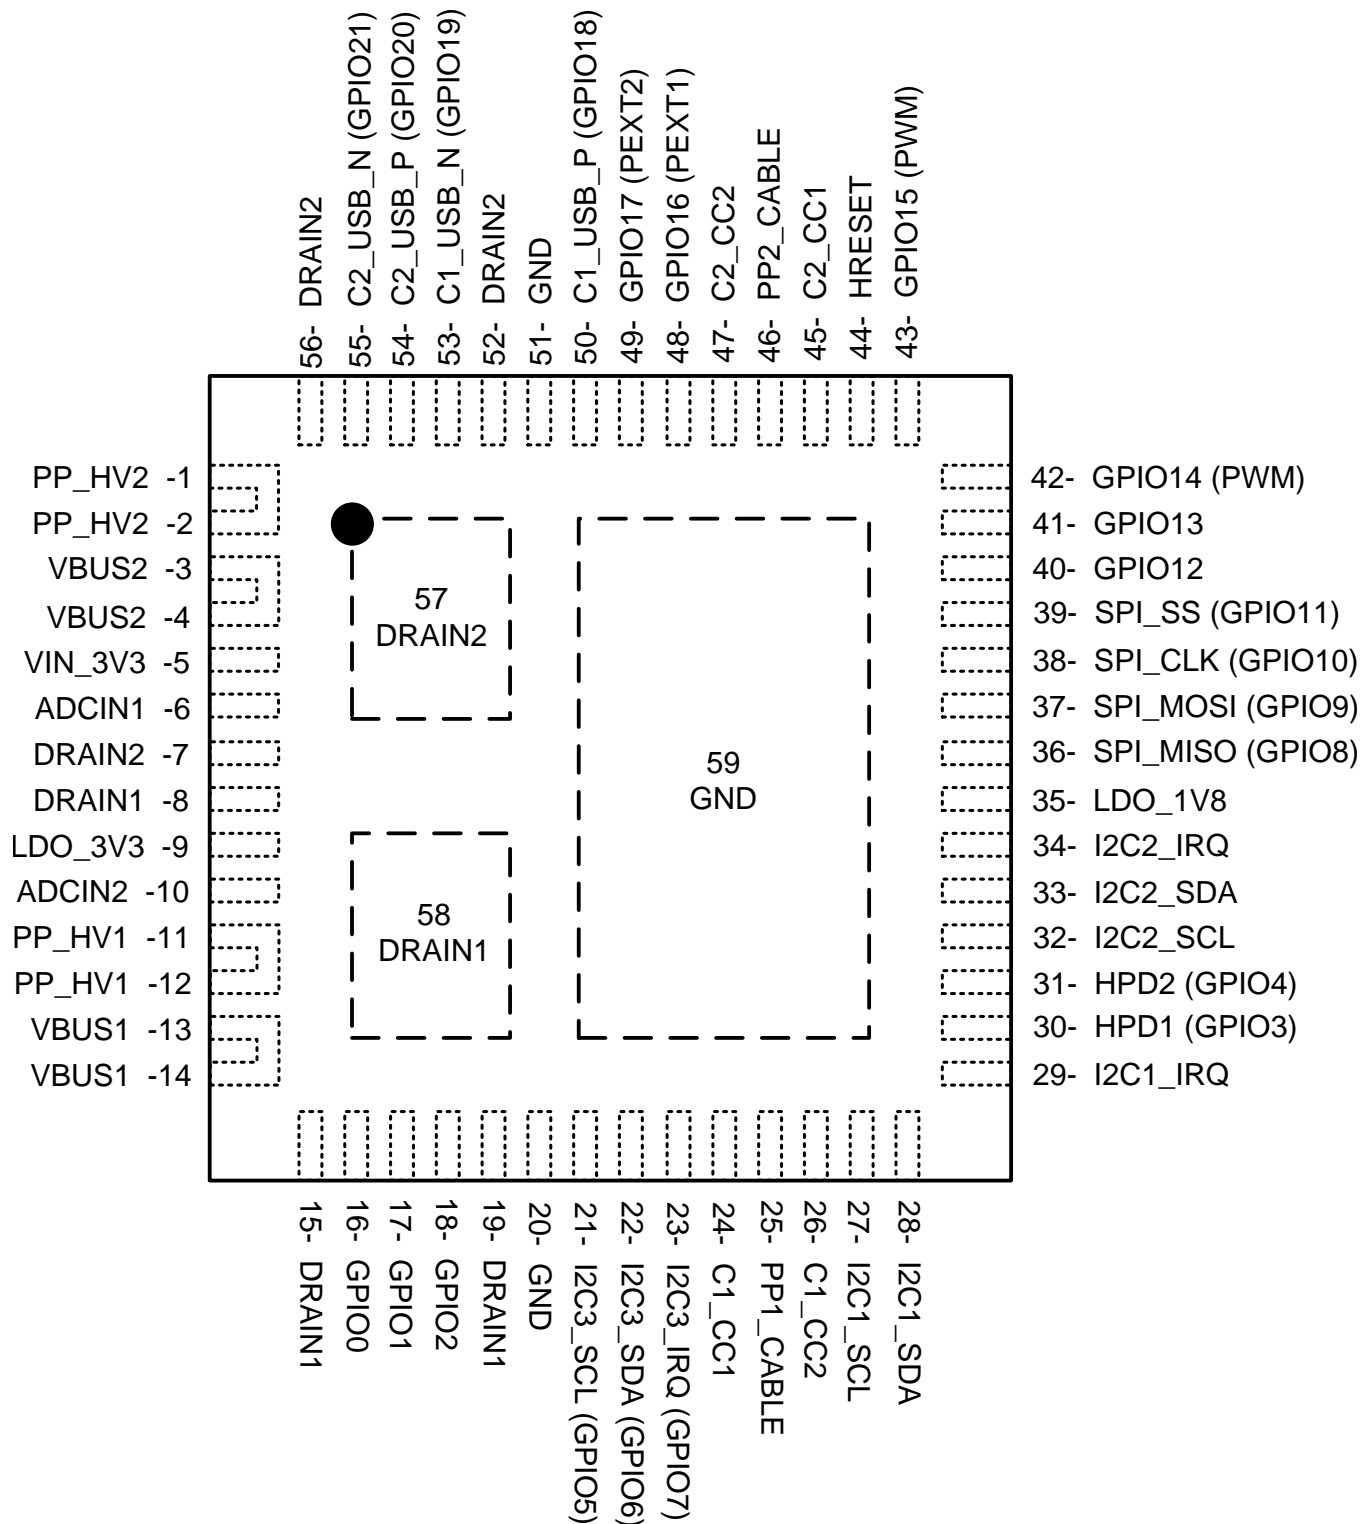 56- DRAIN2
55- C2_USB_N (GPIO21)
54- C2_USB_P (GPIO20)
53- C1_USB_N (GPIO19)
52- DRAIN2
51- GND
50- C1_USB_P (GPIO18)
49- GPIO17 (PEXT2)
48- GPIO16 (PEXT1)
47- C2_CC2
46- PP2_CABLE
45- C2_CC1
44- HRESET
43- GPIO15 (PWM)
PP_HV2 -1
PP_HV2 -2
VBUS2 -3
VBUS2 -4
VIN_3V3 -5
ADCIN1 -6
DRAIN2 -7
DRAIN1 -8
LDO_3V3 -9
ADCIN2 -10
PP_HV1 -11
PP_HV1 -12
VBUS1 -13
VBUS1 -14
57
DRAIN2
58
DRAIN1
59
GND
42- GPIO14 (PWM)
41- GPIO13
40- GPIO12
39- SPI_SS (GPIO11)
38- SPI_CLK (GPIO10)
37- SPI_MOSI (GPIO9)
36- SPI_MISO (GPIO8)
35- LDO_1V8
34- I2C2_IRQ
33- I2C2_SDA
32- I2C2_SCL
31- HPD2 (GPIO4)
30- HPD1 (GPIO3)
29- I2C1_IRQ
15- DRAIN1
16- GPIO0
17- GPIO1
18- GPIO2
19- DRAIN1
20- GND
21- I2C3_SCL (GPIO5)
22- I2C3_SDA (GPIO6)
23- I2C3_IRQ (GPIO7)
24- C1_CC1
25- PP1_CABLE
26- C1_CC2
27- I2C1_SCL
28- I2C1_SDA